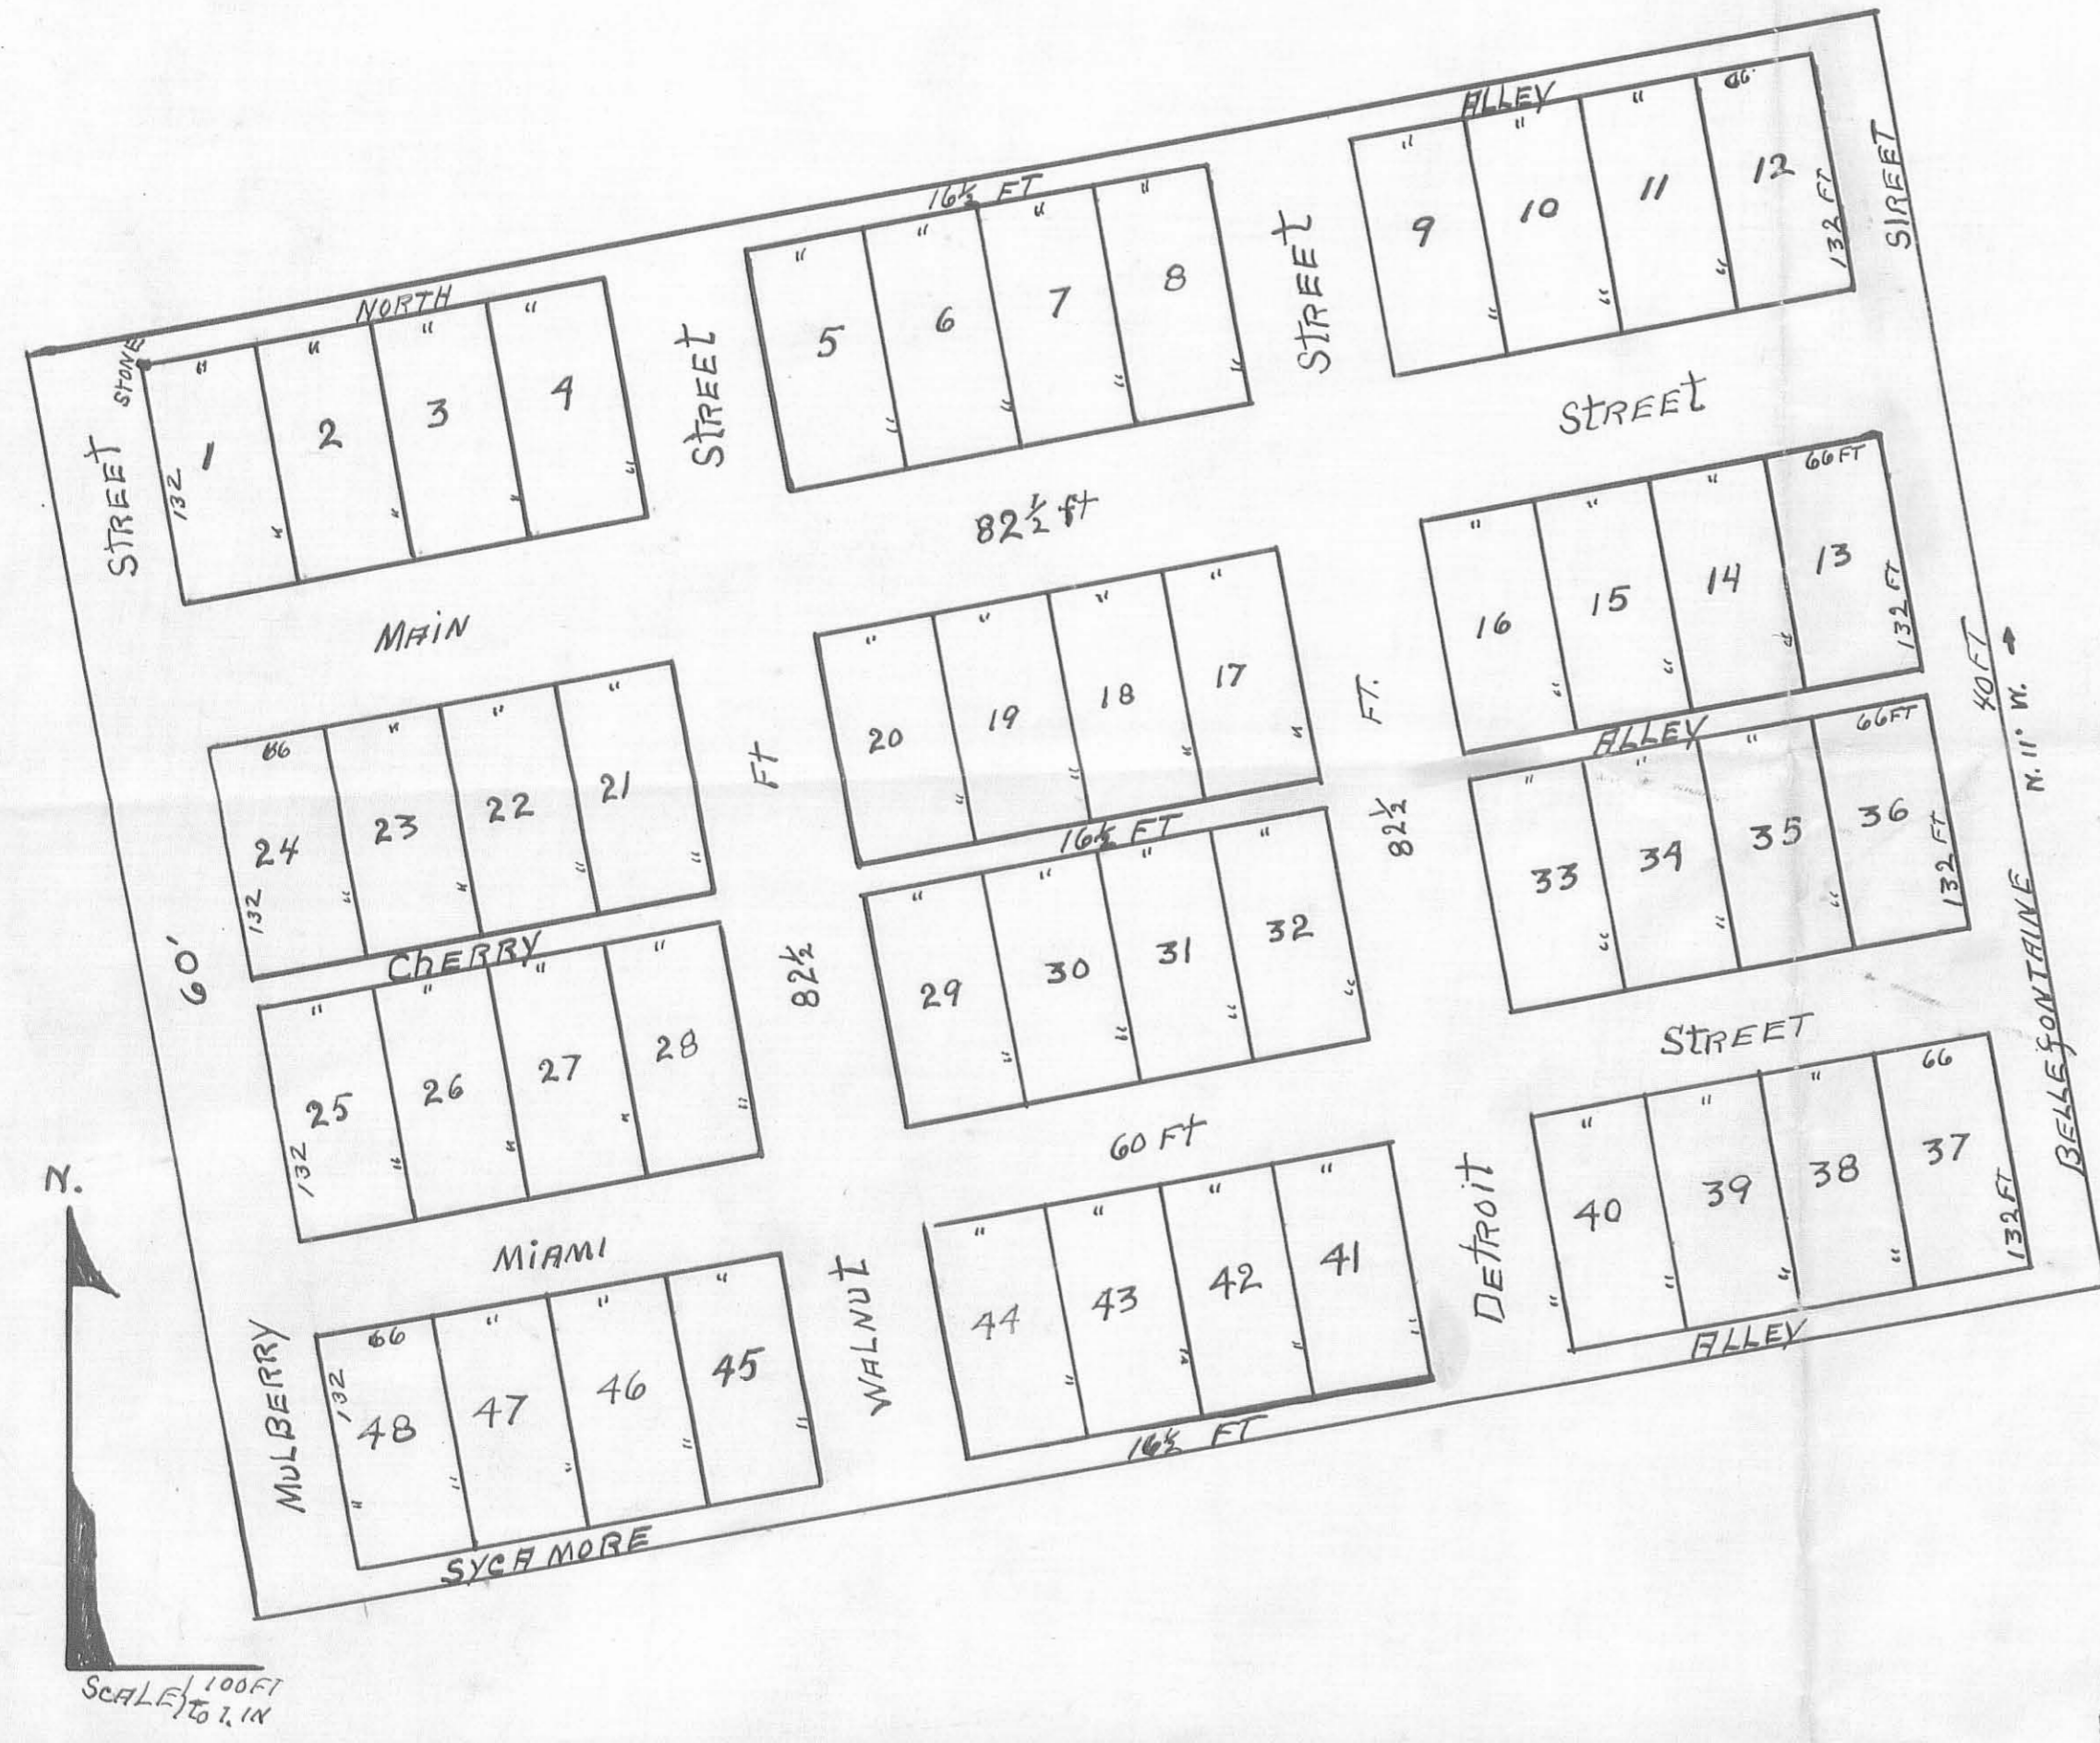 NORTH 16½ FT ALLEY
STONE
1 2 3 4
132 " " " " " " " "
5 6 7 8
" " " " " " " "
9 10 11 12
" " " 66 " " " 132 FT
MAIN 82½ ft STREET
24 23 22 21
66 " " " 132 " " " "
20 19 18 17
" " " " " " " "
16 15 14 13
" " " 66 FT " " " 132 FT
CHERRY 16½ FT ALLEY
25 26 27 28
" " " " 132 " " " "
29 30 31 32
" " " " " " " "
33 34 35 36
" " " 66 FT " " " 132 FT
MIAMI 60 Ft STREET
48 47 46 45
66 " " " 132 " " " " "
44 43 42 41
" " " " " " " "
40 39 38 37
" " " 66 " " " " 132 FT
SYCAMORE 16½ FT ALLEY
MULBERRY 60' STREET
WALNUT 82½ Ft STREET
DETROIT 82½ FT. STREET
BELLEFONTAINE 40 FT STREET
N. 11° W.
N.
SCALE 100 FT
TO 1. IN